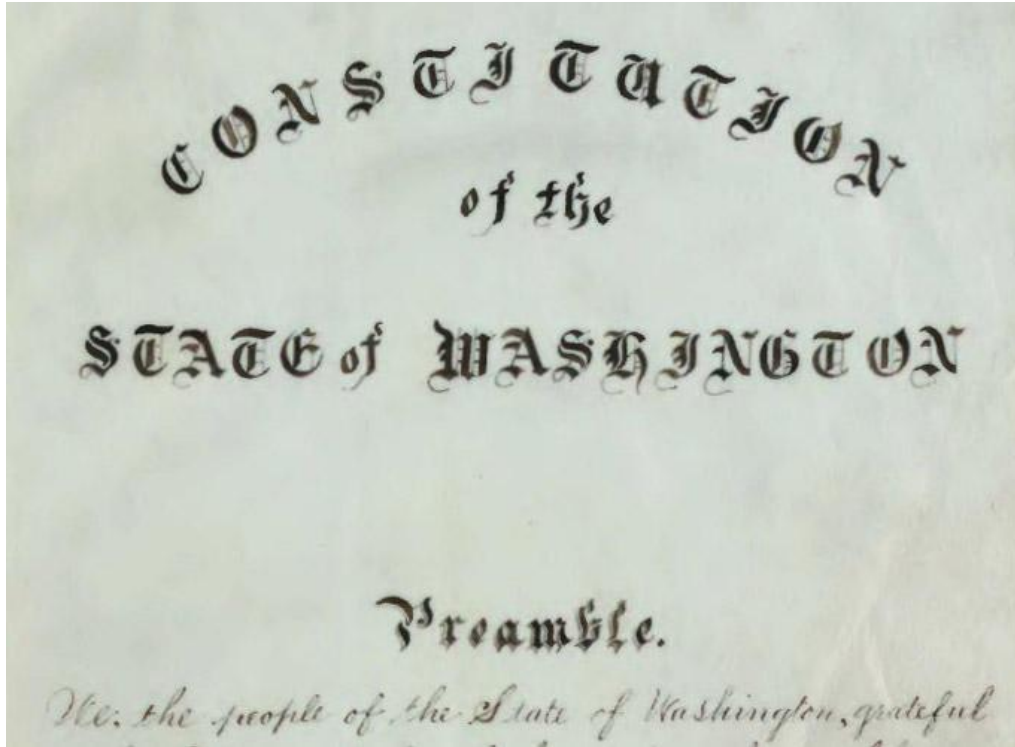 CONSTITUTION
of the
STATE of WASHINGTON
Preamble.
We, the people of the State of Washington, grateful